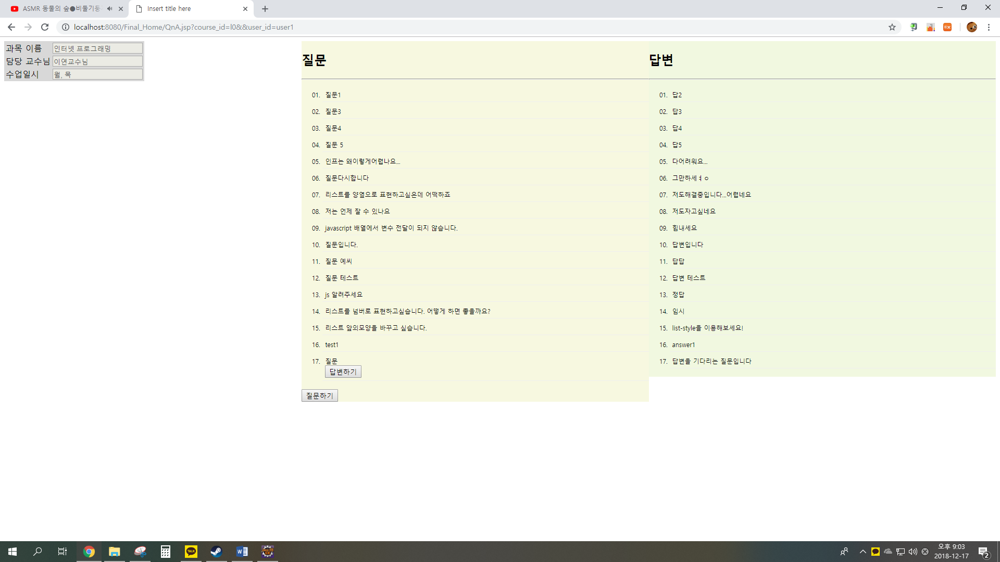 ASMR 동물의 숲●비둘기둥
Insert title here
localhost:8080/Final_Home/QnA.jsp?course_id=l0&&user_id=user1
과목 이름 인터넷 프로그래밍
담당 교수님 이연교수님
수업일시 월, 목
질문
01. 질문1
02. 질문3
03. 질문4
04. 질문 5
05. 인프는 왜이렇게어렵나요...
06. 질문다시합니다
07. 리스트를 양옆으로 표현하고싶은데 어떡하죠
08. 저는 언제 잘 수 있나요
09. javascript 배열에서 변수 전달이 되지 않습니다.
10. 질문입니다.
11. 질문 예씨
12. 질문 테스트
13. js 알려주세요
14. 리스트를 넘버로 표현하고싶습니다. 어떻게 하면 좋을까요?
15. 리스트 앞의모양을 바꾸고 싶습니다.
16. test1
17. 질문
답변하기
질문하기
답변
01. 답2
02. 답3
03. 답4
04. 답5
05. 다어려워요...
06. 그만하세ㅕㅇ
07. 저도해결중입니다...어렵네요
08. 저도자고싶네요
09. 힘내세요
10. 답변입니다
11. 답답
12. 답변 테스트
13. 정답
14. 임시
15. list-style을 이용해보세요!
16. answer1
17. 답변을 기다리는 질문입니다
EX
TALK
오후 9:03
2018-12-17
2